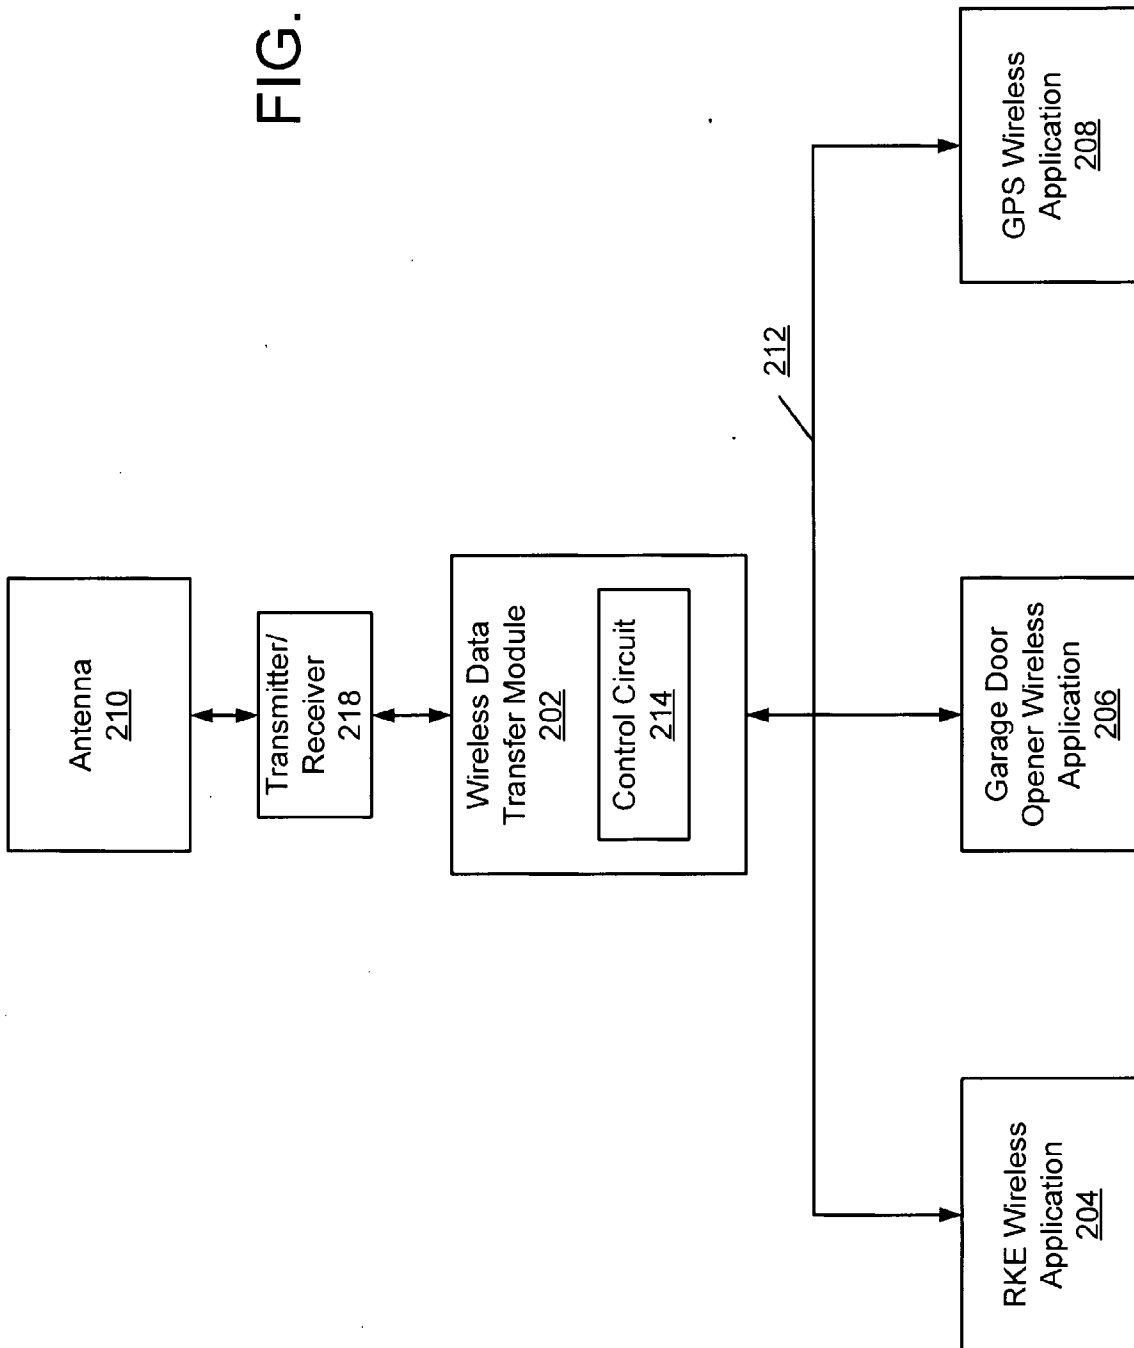 FIG.
Antenna
210
Transmitter/
Receiver
218
Wireless Data
Transfer Module
202
Control Circuit
214
212
RKE Wireless
Application
204
Garage Door
Opener Wireless
Application
206
GPS Wireless
Application
208